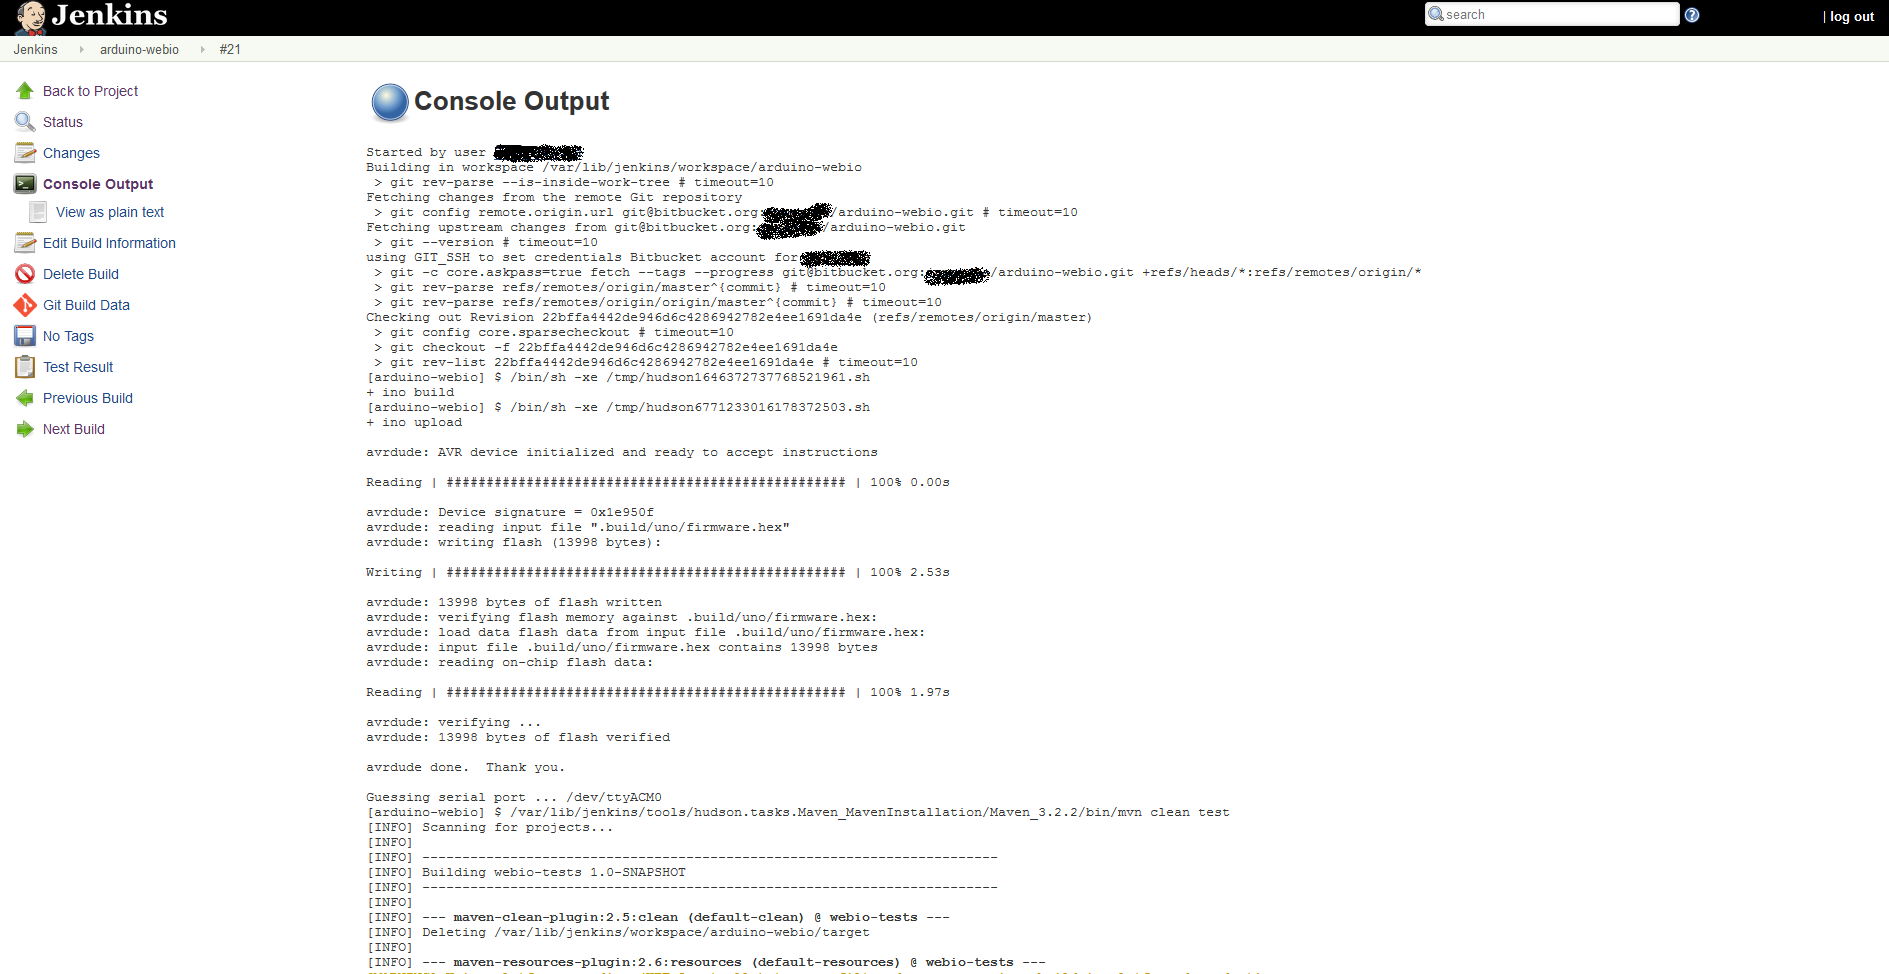 Jenkins
search
| log out
Jenkins
arduino-webio
#21
Back to Project
Status
Changes
Console Output
View as plain text
Edit Build Information
Delete Build
Git Build Data
No Tags
Test Result
Previous Build
Next Build
Console Output
Started by user
Building in workspace /var/lib/jenkins/workspace/arduino-webio
> git rev-parse --is-inside-work-tree # timeout=10
Fetching changes from the remote Git repository
> git config remote.origin.url git@bitbucket.org: /arduino-webio.git # timeout=10
Fetching upstream changes from git@bitbucket.org: /arduino-webio.git
> git --version # timeout=10
using GIT_SSH to set credentials Bitbucket account for
> git -c core.askpass=true fetch --tags --progress git@bitbucket.org: /arduino-webio.git +refs/heads/*:refs/remotes/origin/*
> git rev-parse refs/remotes/origin/master^{commit} # timeout=10
> git rev-parse refs/remotes/origin/origin/master^{commit} # timeout=10
Checking out Revision 22bffa4442de946d6c4286942782e4ee1691da4e (refs/remotes/origin/master)
> git config core.sparsecheckout # timeout=10
> git checkout -f 22bffa4442de946d6c4286942782e4ee1691da4e
> git rev-list 22bffa4442de946d6c4286942782e4ee1691da4e # timeout=10
[arduino-webio] $ /bin/sh -xe /tmp/hudson1646372737768521961.sh
+ ino build
[arduino-webio] $ /bin/sh -xe /tmp/hudson6771233016178372503.sh
+ ino upload
avrdude: AVR device initialized and ready to accept instructions
Reading | ################################################## | 100% 0.00s
avrdude: Device signature = 0x1e950f
avrdude: reading input file ".build/uno/firmware.hex"
avrdude: writing flash (13998 bytes):
Writing | ################################################## | 100% 2.53s
avrdude: 13998 bytes of flash written
avrdude: verifying flash memory against .build/uno/firmware.hex:
avrdude: load data flash data from input file .build/uno/firmware.hex:
avrdude: input file .build/uno/firmware.hex contains 13998 bytes
avrdude: reading on-chip flash data:
Reading | ################################################## | 100% 1.97s
avrdude: verifying ...
avrdude: 13998 bytes of flash verified
avrdude done.  Thank you.
Guessing serial port ... /dev/ttyACM0
[arduino-webio] $ /var/lib/jenkins/tools/hudson.tasks.Maven_MavenInstallation/Maven_3.2.2/bin/mvn clean test
[INFO] Scanning for projects...
[INFO]
[INFO] ------------------------------------------------------------------------
[INFO] Building webio-tests 1.0-SNAPSHOT
[INFO] ------------------------------------------------------------------------
[INFO]
[INFO] --- maven-clean-plugin:2.5:clean (default-clean) @ webio-tests ---
[INFO] Deleting /var/lib/jenkins/workspace/arduino-webio/target
[INFO]
[INFO] --- maven-resources-plugin:2.6:resources (default-resources) @ webio-tests ---